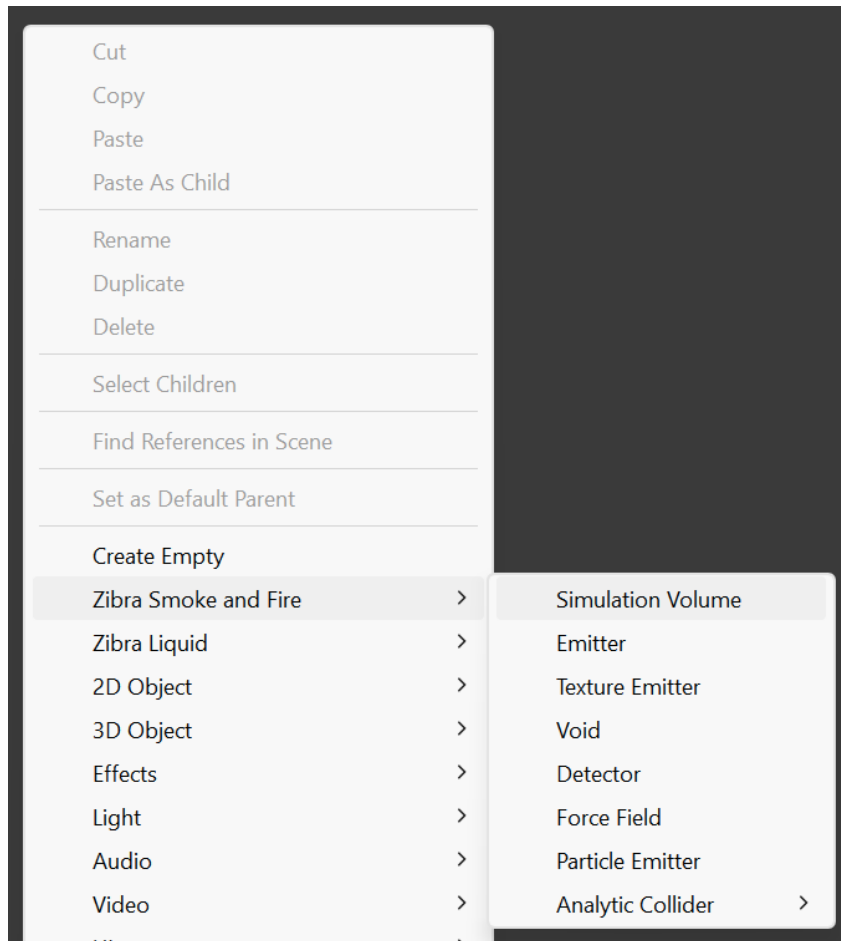 Cut
Copy
Paste
Paste As Child
Rename
Duplicate
Delete
Select Children
Find References in Scene
Set as Default Parent
Create Empty
Zibra Smoke and Fire
Zibra Liquid
2D Object
3D Object
Effects
Light
Audio
Video
Simulation Volume
Emitter
Texture Emitter
Void
Detector
Force Field
Particle Emitter
Analytic Collider